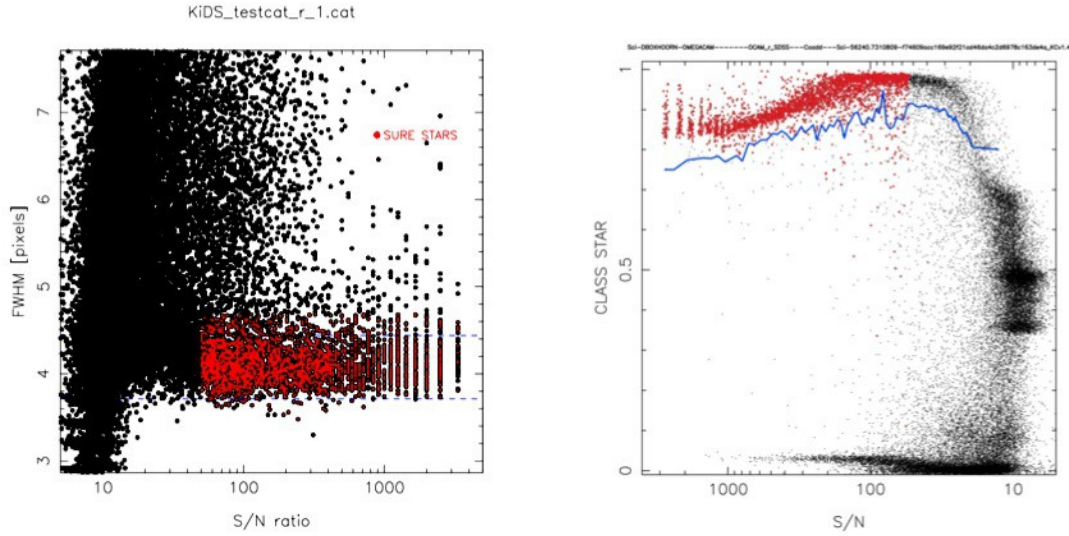 KiDS_testcat_r_1.cat
7
6
5
4
3
FWHM [pixels]
SURE STARS
10
100
1000
S/N ratio
1
0.5
0
CLASS STAR
1000
100
10
S/N